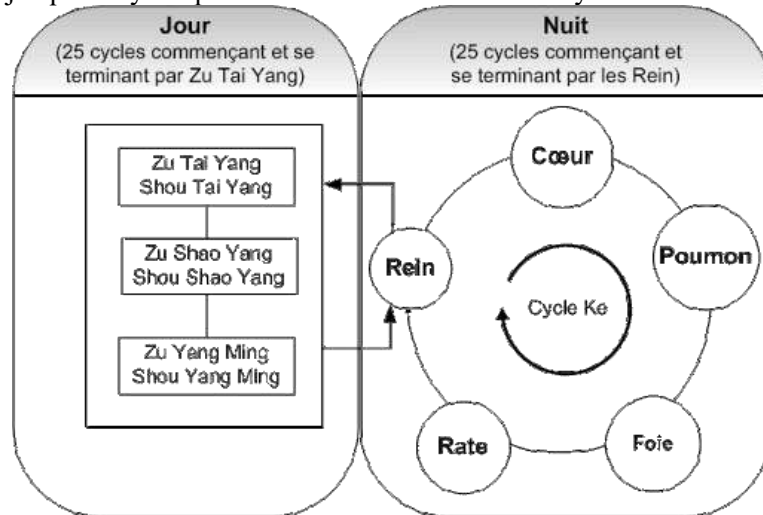 Jour
(25 cycles commençant et se
terminant par Zu Tai Yang)
Nuit
(25 cycles commençant et
se terminant par les Rein)
Zu Tai Yang
Shou Tai Yang
Zu Shao Yang
Shou Shao Yang
Zu Yang Ming
Shou Yang Ming
Cœur
Rein
Poumon
Cycle Ke
Rate
Foie